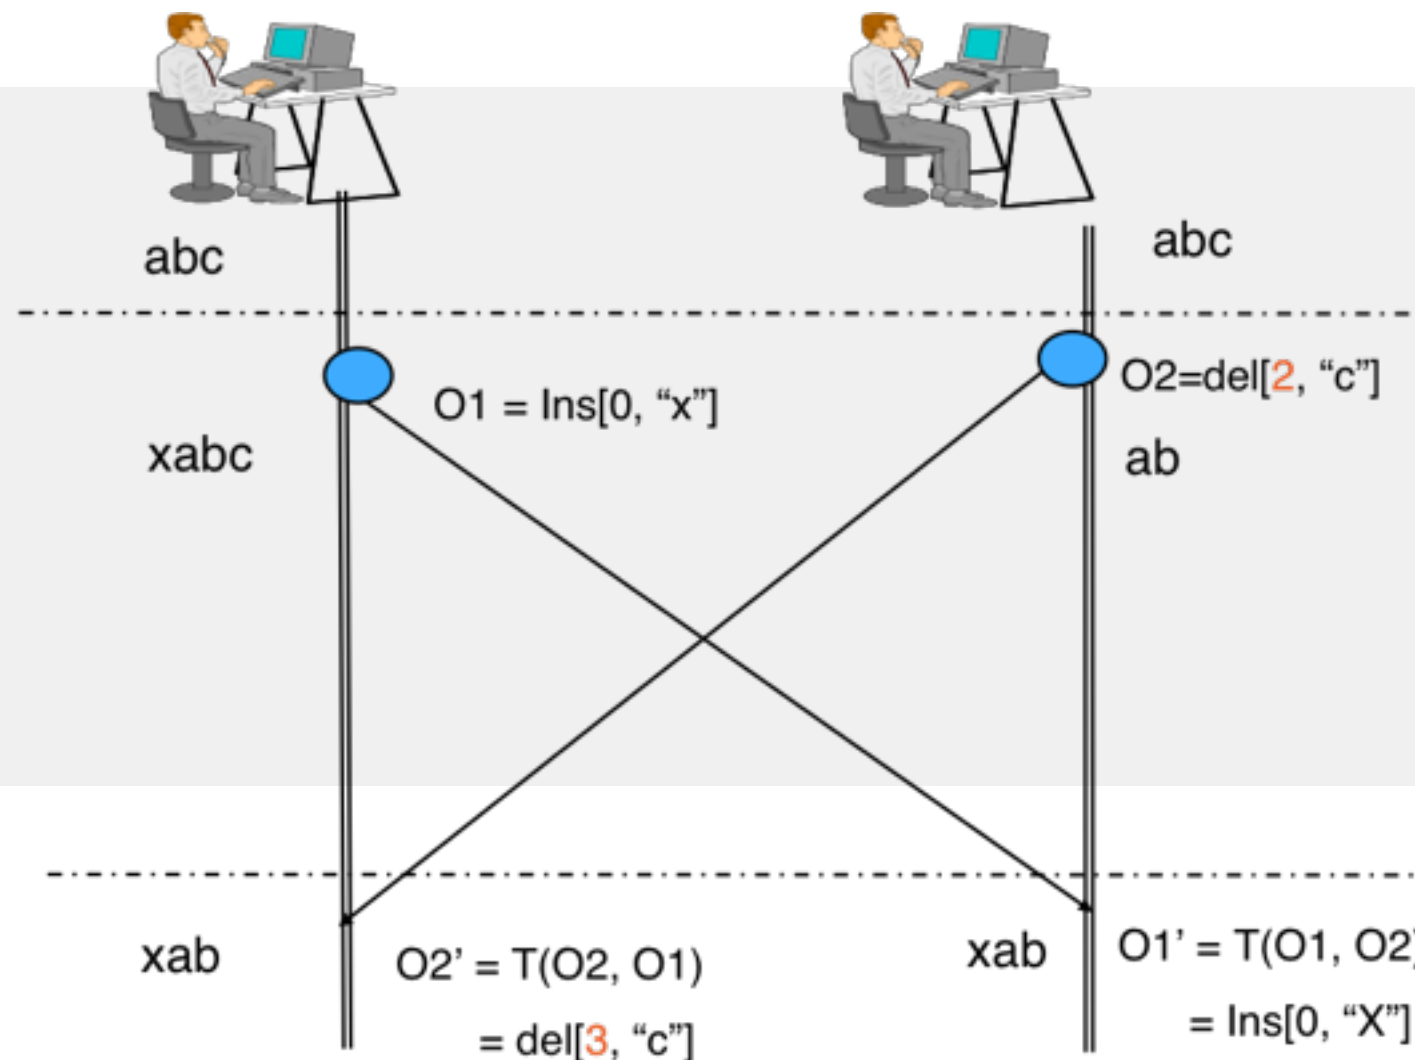 abc
abc
O1 = Ins[0, “x”]
O2=del[2, “c”]
xabc
ab
xab
O2’ = T(O2, O1)
= del[3, “c”]
xab
O1’ = T(O1, O2)
= Ins[0, “X”]